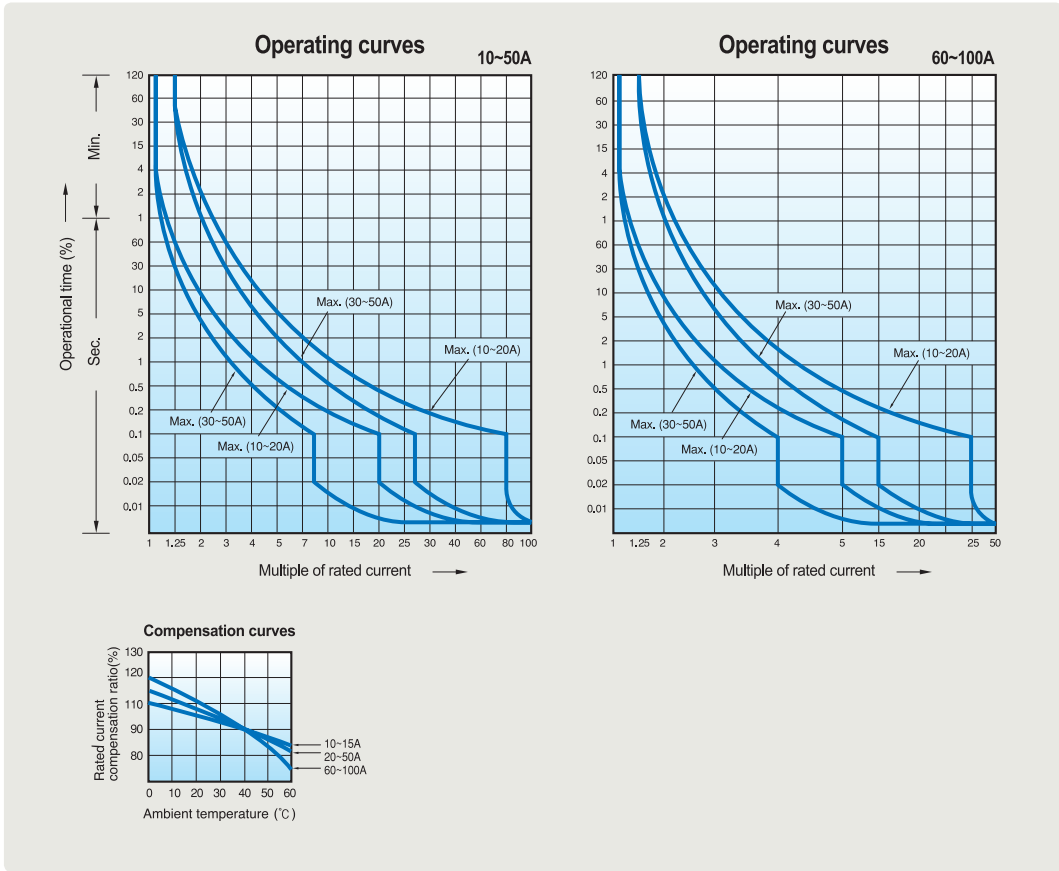 Operating curves
10~50A
Operational time (%)
Min.
Sec.
120
60
30
15
4
2
1
60
30
10
5
2
1
0.5
0.2
0.1
0.05
0.02
0.01
Max. (30~50A)
Max. (10~20A)
Max. (30~50A)
Max. (10~20A)
1 1.25 2 3 4 5 7 10 15 20 25 30 40 60 80 100
Multiple of rated current
Operating curves
60~100A
120
60
30
15
4
2
1
60
30
10
5
2
1
0.5
0.2
0.1
0.05
0.02
0.01
Max. (30~50A)
Max. (10~20A)
Max. (30~50A)
Max. (10~20A)
1 1.25 2 3 4 5 15 20 25 50
Multiple of rated current
Compensation curves
Rated current
compensation ratio(%)
130
120
110
90
80
10~15A
20~50A
60~100A
0 10 20 30 40 50 60
Ambient temperature (℃)